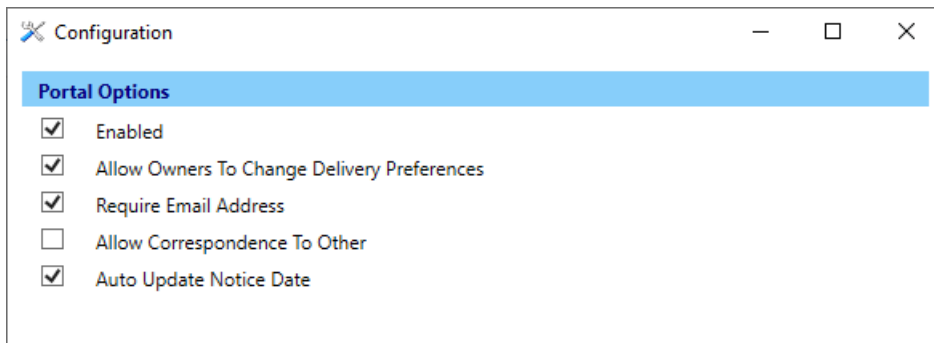 Configuration
Portal Options
Enabled
Allow Owners To Change Delivery Preferences
Require Email Address
Allow Correspondence To Other
Auto Update Notice Date